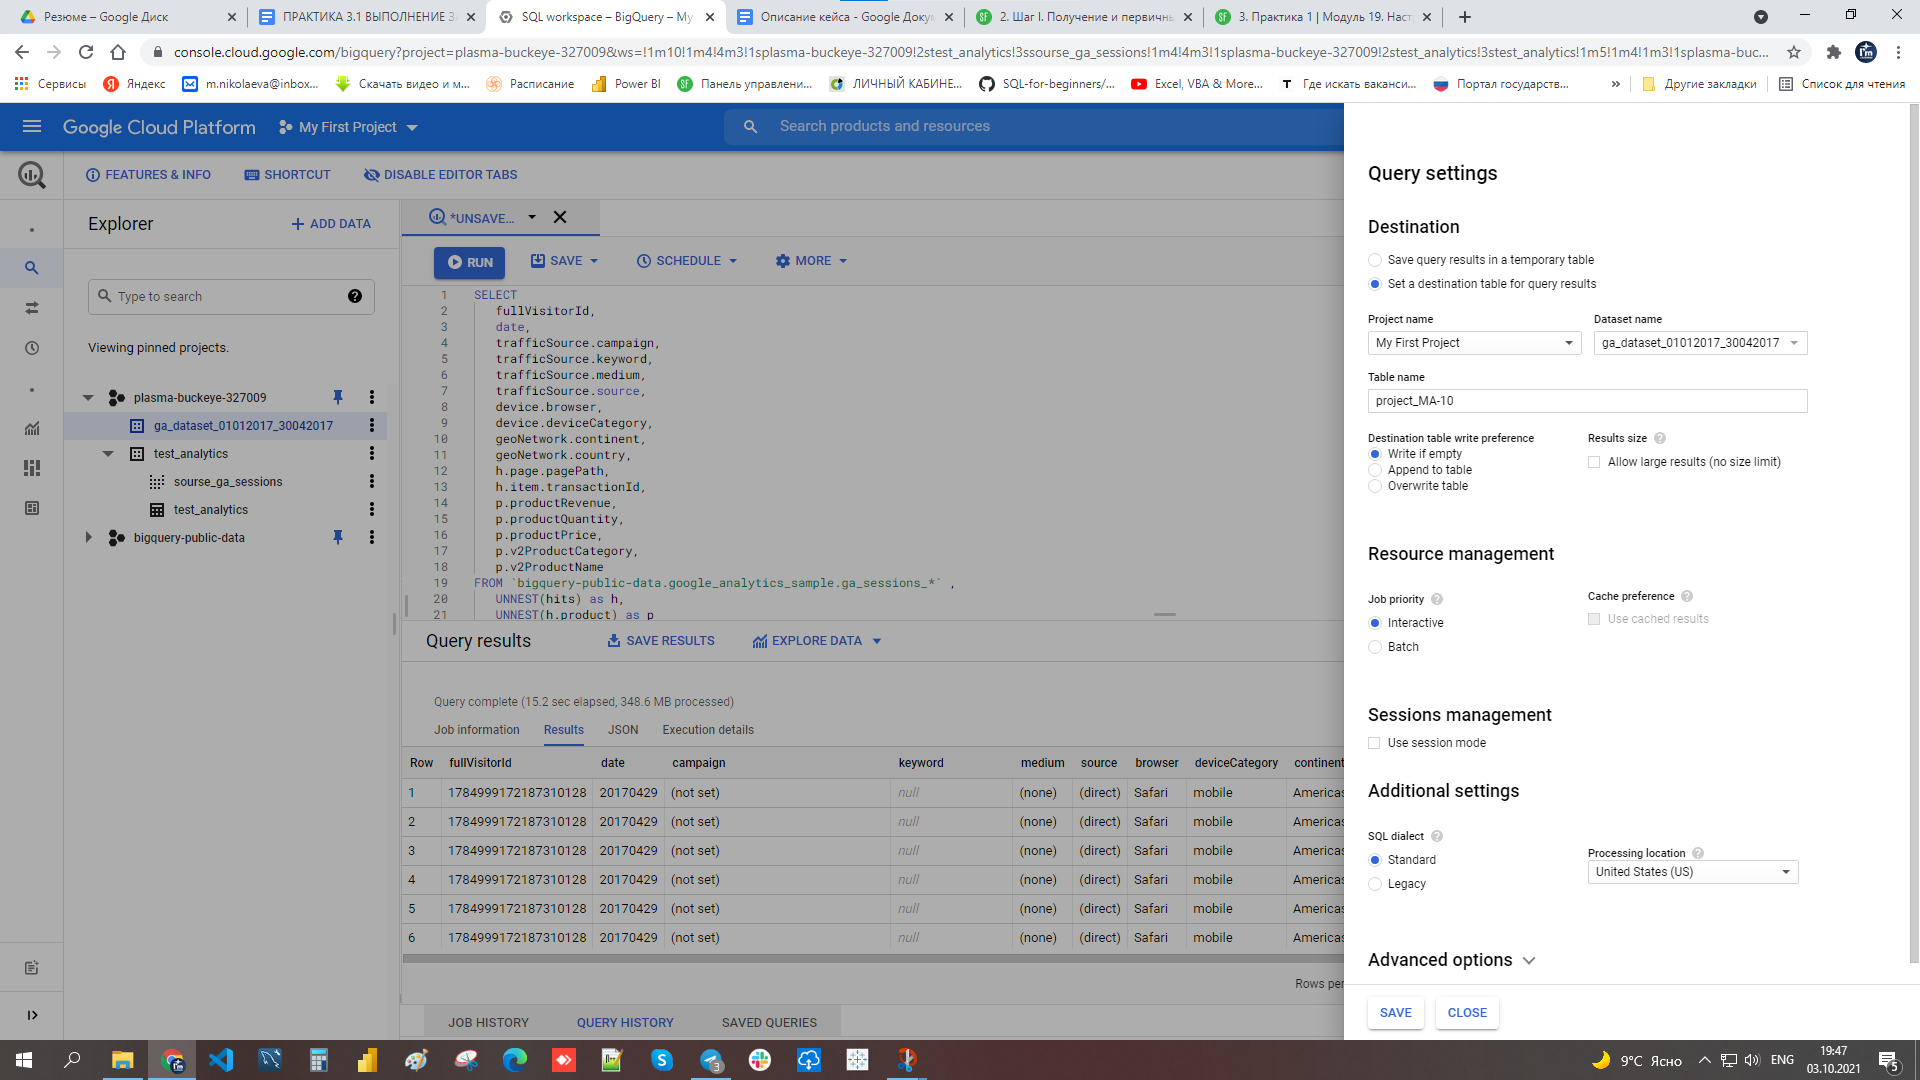 Резюме – Google Диск
ПРАКТИКА 3.1 ВЫПОЛНЕНИЕ З
SQL workspace – BigQuery – My
Описание кейса - Google Докум
2. Шаг I. Получение и первичны
3. Практика 1 | Модуль 19. Наст
console.cloud.google.com/bigquery?project=plasma-buckeye-327009&ws=!1m10!1m4!4m3!1splasma-buckeye-327009!2stest_analytics!3ssourse_ga_sessions!1m4!4m3!1splasma-buckeye-327009!2stest_analytics!3stest_analytics!1m5!1m4!1m3!1splasma-buc...
Сервисы
Яндекс
m.nikolaeva@inbox...
Скачать видео и м...
Расписание
Power BI
Панель управлени...
ЛИЧНЫЙ КАБИНЕ...
SQL-for-beginners/...
Excel, VBA & More...
Где искать ваканси...
Портал государств...
»
Другие закладки
Список для чтения
Google Cloud Platform
My First Project
Search products and resources
FEATURES & INFO
SHORTCUT
DISABLE EDITOR TABS
Explorer
+ ADD DATA
Type to search
Viewing pinned projects.
plasma-buckeye-327009
ga_dataset_01012017_30042017
test_analytics
sourse_ga_sessions
test_analytics
bigquery-public-data
*UNSAVE...
RUN
SAVE
SCHEDULE
MORE
1 SELECT
2 fullVisitorId,
3 date,
4 trafficSource.campaign,
5 trafficSource.keyword,
6 trafficSource.medium,
7 trafficSource.source,
8 device.browser,
9 device.deviceCategory,
10 geoNetwork.continent,
11 geoNetwork.country,
12 h.page.pagePath,
13 h.item.transactionId,
14 p.productRevenue,
15 p.productQuantity,
16 p.productPrice,
17 p.v2ProductCategory,
18 p.v2ProductName
19 FROM `bigquery-public-data.google_analytics_sample.ga_sessions_*` ,
20 UNNEST(hits) as h,
21 UNNEST(h.product) as p
Query results
SAVE RESULTS
EXPLORE DATA
Query complete (15.2 sec elapsed, 348.6 MB processed)
Job information
Results
JSON
Execution details
Row fullVisitorId date campaign keyword medium source browser deviceCategory continent
1 1784999172187310128 20170429 (not set) null (none) (direct) Safari mobile Americas
2 1784999172187310128 20170429 (not set) null (none) (direct) Safari mobile Americas
3 1784999172187310128 20170429 (not set) null (none) (direct) Safari mobile Americas
4 1784999172187310128 20170429 (not set) null (none) (direct) Safari mobile Americas
5 1784999172187310128 20170429 (not set) null (none) (direct) Safari mobile Americas
6 1784999172187310128 20170429 (not set) null (none) (direct) Safari mobile Americas
Rows per
JOB HISTORY
QUERY HISTORY
SAVED QUERIES
Query settings
Destination
Save query results in a temporary table
Set a destination table for query results
Project name
Dataset name
My First Project
ga_dataset_01012017_30042017
Table name
project_MA-10
Destination table write preference
Results size
Write if empty
Allow large results (no size limit)
Append to table
Overwrite table
Resource management
Job priority
Cache preference
Interactive
Use cached results
Batch
Sessions management
Use session mode
Additional settings
SQL dialect
Processing location
Standard
United States (US)
Legacy
Advanced options
SAVE
CLOSE
3
9°C Ясно
ENG
19:47
03.10.2021
5